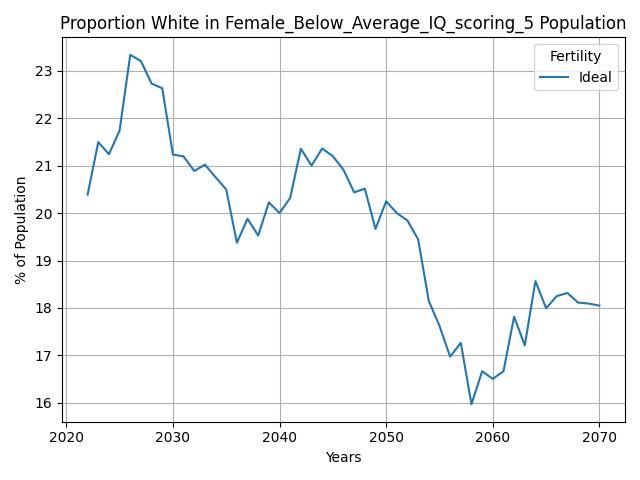 Proportion White in Female_Below_Average_IQ_scoring_5 Population
Fertility
Ideal
% of Population
23
22
21
20
19
18
17
16
2020
2030
2040
2050
2060
2070
Years